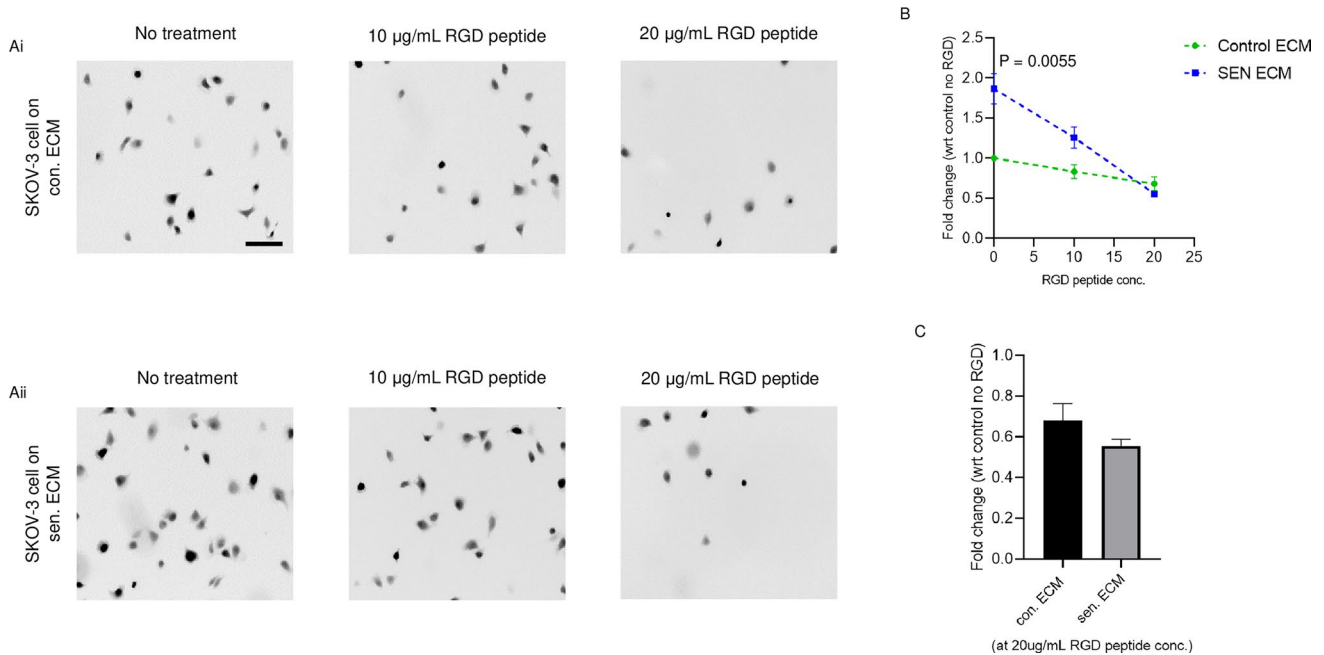 Ai
No treatment
10 µg/mL RGD peptide
20 µg/mL RGD peptide
SKOV-3 cell on
con. ECM
Aii
No treatment
10 µg/mL RGD peptide
20 µg/mL RGD peptide
SKOV-3 cell on
sen. ECM
B
Fold change (wrt control no RGD)
2.5
2.0
1.5
1.0
0.5
0.0
P = 0.0055
0 5 10 15 20 25
RGD peptide conc.
Control ECM
SEN ECM
C
Fold change (wrt control no RGD)
1.0
0.8
0.6
0.4
0.2
0.0
con. ECM
sen. ECM
(at 20ug/mL RGD peptide conc.)